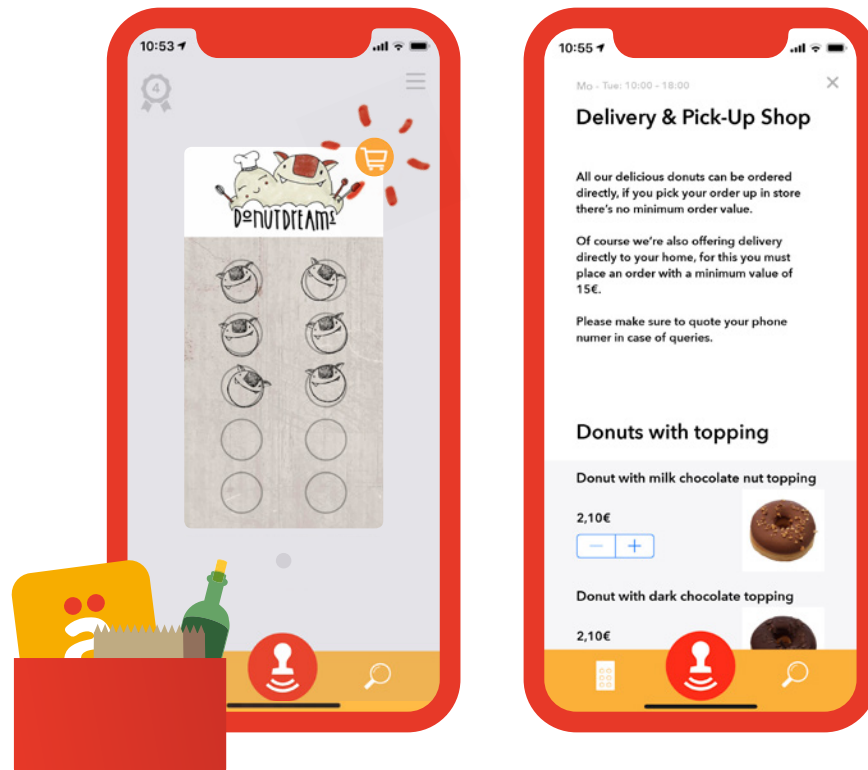 10:53
4
DONUTDREAMS
ä
10:55
Mo - Tue: 10:00 - 18:00
Delivery & Pick-Up Shop
All our delicious donuts can be ordered
directly, if you pick your order up in store
there's no minimum order value.
Of course we're also offering delivery
directly to your home, for this you must
place an order with a minimum value of
15€.
Please make sure to quote your phone
numer in case of queries.
Donuts with topping
Donut with milk chocolate nut topping
2,10€
− +
Donut with dark chocolate topping
2,10€